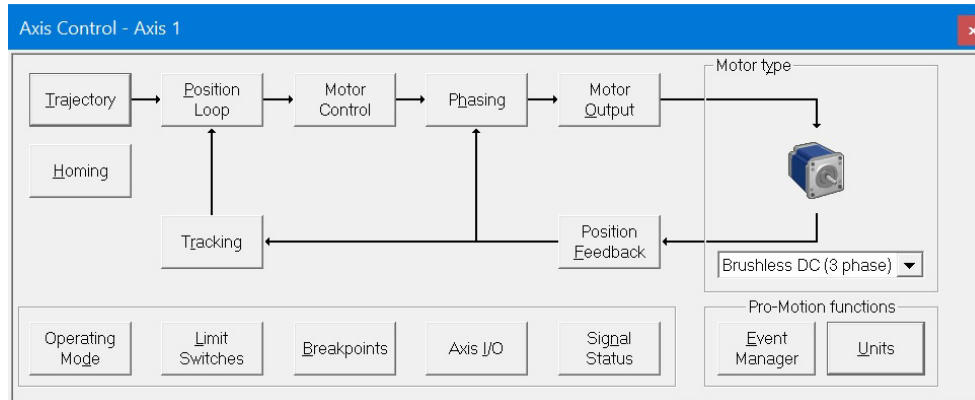 Axis Control - Axis 1
Motor type
Trajectory
Position
Loop
Motor
Control
Phasing
Motor
Output
Homing
Tracking
Position
Feedback
Brushless DC (3 phase)
Pro-Motion functions
Operating
Mode
Limit
Switches
Breakpoints
Axis I/O
Signal
Status
Event
Manager
Units